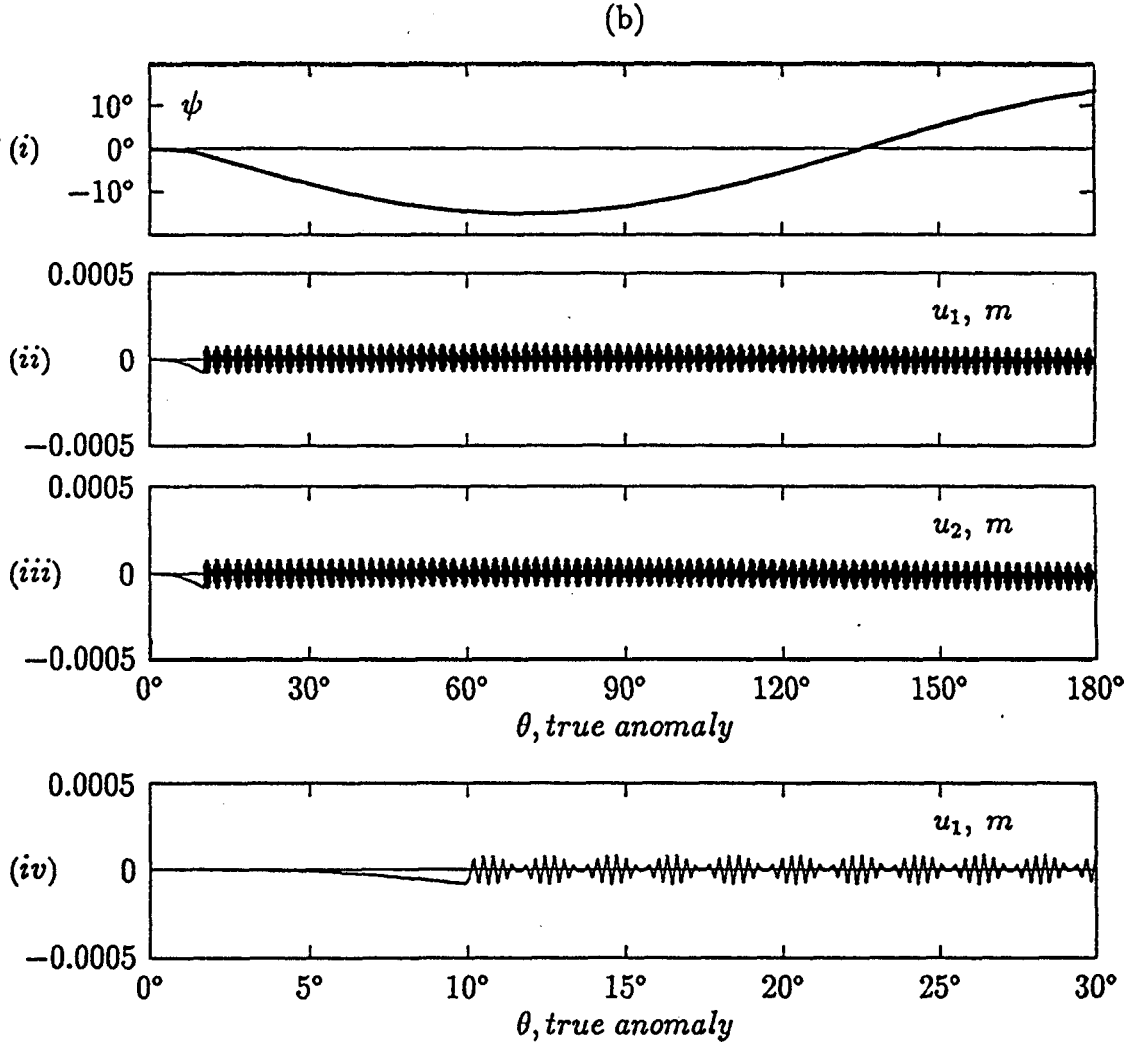 (b)
10°
ψ
(i)
0°
−10°
0.0005
u₁, m
(ii)
0
−0.0005
0.0005
u₂, m
(iii)
0
−0.0005
0° 30° 60° 90° 120° 150° 180°
θ, true anomaly
0.0005
u₁, m
(iv)
0
−0.0005
0° 5° 10° 15° 20° 25° 30°
θ, true anomaly